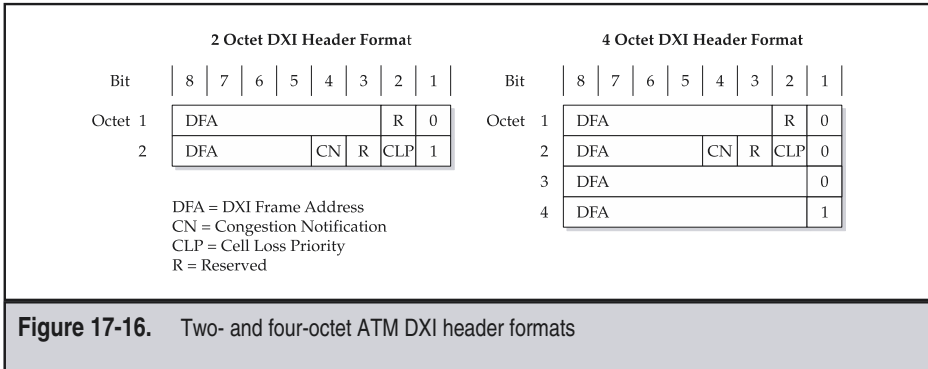 2 Octet DXI Header Format
Bit 8 7 6 5 4 3 2 1
Octet 1 DFA R 0
2 DFA CN R CLP 1
DFA = DXI Frame Address
CN = Congestion Notification
CLP = Cell Loss Priority
R = Reserved
4 Octet DXI Header Format
Bit 8 7 6 5 4 3 2 1
Octet 1 DFA R 0
2 DFA CN R CLP 0
3 DFA 0
4 DFA 1
Figure 17-16. Two- and four-octet ATM DXI header formats